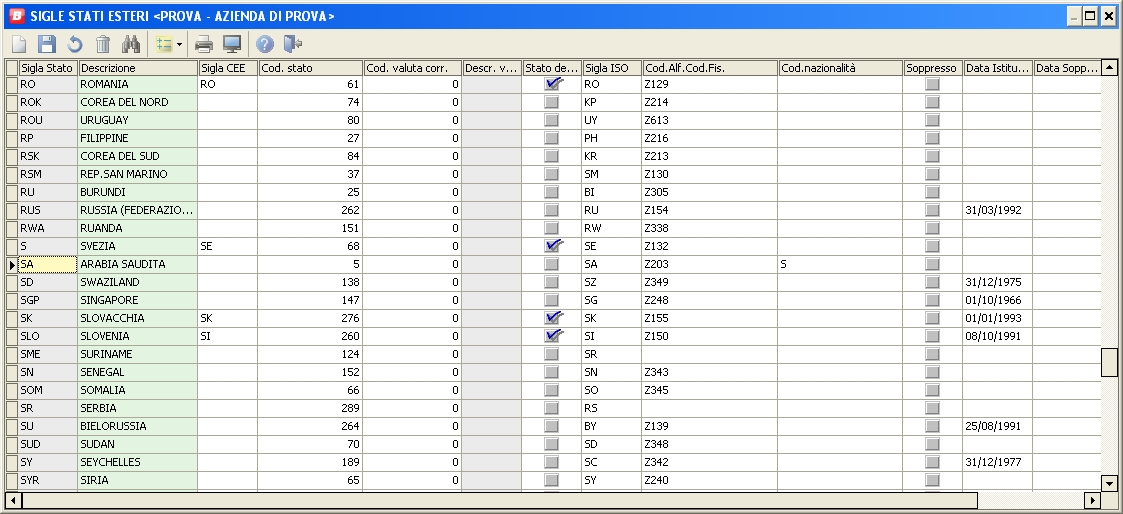 B SIGLE STATI ESTERI <PROVA - AZIENDA DI PROVA>
Sigla Stato Descrizione Sigla CEE Cod. stato Cod. valuta corr. Descr. v... Stato de... Sigla ISO Cod.Alf.Cod.Fis. Cod.nazionalità Soppresso Data Istitu... Data Sopp...
RO ROMANIA RO 61 0 RO Z129
ROK COREA DEL NORD 74 0 KP Z214
ROU URUGUAY 80 0 UY Z613
RP FILIPPINE 27 0 PH Z216
RSK COREA DEL SUD 84 0 KR Z213
RSM REP.SAN MARINO 37 0 SM Z130
RU BURUNDI 25 0 BI Z305
RUS RUSSIA (FEDERAZIO... 262 0 RU Z154 31/03/1992
RWA RUANDA 151 0 RW Z338
S SVEZIA SE 68 0 SE Z132
SA ARABIA SAUDITA 5 0 SA Z203 S
SD SWAZILAND 138 0 SZ Z349 31/12/1975
SGP SINGAPORE 147 0 SG Z248 01/10/1966
SK SLOVACCHIA SK 276 0 SK Z155 01/01/1993
SLO SLOVENIA SI 260 0 SI Z150 08/10/1991
SME SURINAME 124 0 SR
SN SENEGAL 152 0 SN Z343
SOM SOMALIA 66 0 SO Z345
SR SERBIA 289 0 RS
SU BIELORUSSIA 264 0 BY Z139 25/08/1991
SUD SUDAN 70 0 SD Z348
SY SEYCHELLES 189 0 SC Z342 31/12/1977
SYR SIRIA 65 0 SY Z240